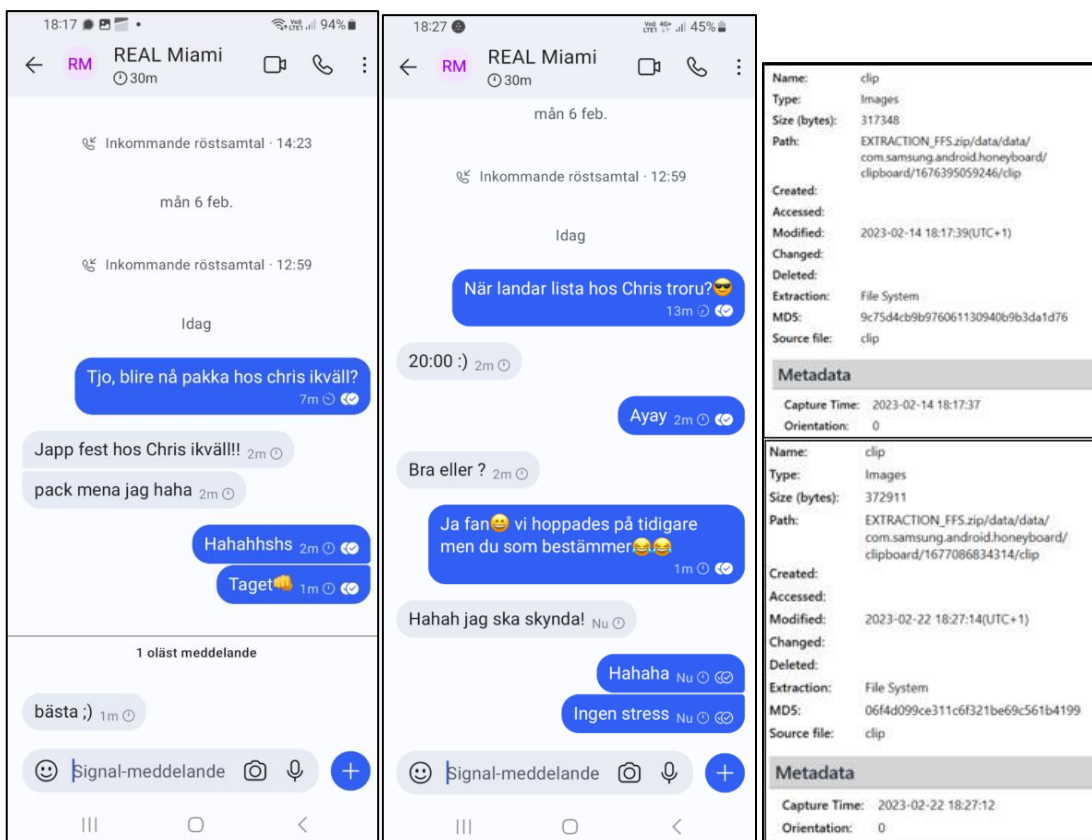 18:17
94%
RM
REAL Miami
30m
Inkommande röstsamtal · 14:23
mån 6 feb.
Inkommande röstsamtal · 12:59
Idag
Tjo, blire nå pakka hos chris ikväll?
7m
Japp fest hos Chris ikväll!! 2m
pack mena jag haha 2m
Hahahhshs 2m
Taget👊 1m
1 oläst meddelande
bästa ;) 1m
Signal-meddelande
18:27
45%
RM
REAL Miami
30m
mån 6 feb.
Inkommande röstsamtal · 12:59
Idag
När landar lista hos Chris troru?😎
13m
20:00 :) 2m
Ayay 2m
Bra eller ? 2m
Ja fan😄 vi hoppades på tidigare
men du som bestämmer😂😂
1m
Hahah jag ska skynda! Nu
Hahaha Nu
Ingen stress Nu
Signal-meddelande
Name: clip
Type: Images
Size (bytes): 317348
Path: EXTRACTION_FFS.zip/data/data/
com.samsung.android.honeyboard/
clipboard/1676395059246/clip
Created:
Accessed:
Modified: 2023-02-14 18:17:39(UTC+1)
Changed:
Deleted:
Extraction: File System
MD5: 9c75d4cb9b976061130940b9b3da1d76
Source file: clip
Metadata
Capture Time: 2023-02-14 18:17:37
Orientation: 0
Name: clip
Type: Images
Size (bytes): 372911
Path: EXTRACTION_FFS.zip/data/data/
com.samsung.android.honeyboard/
clipboard/1677086834314/clip
Created:
Accessed:
Modified: 2023-02-22 18:27:14(UTC+1)
Changed:
Deleted:
Extraction: File System
MD5: 06f4d099ce311c6f321be69c561b4199
Source file: clip
Metadata
Capture Time: 2023-02-22 18:27:12
Orientation: 0